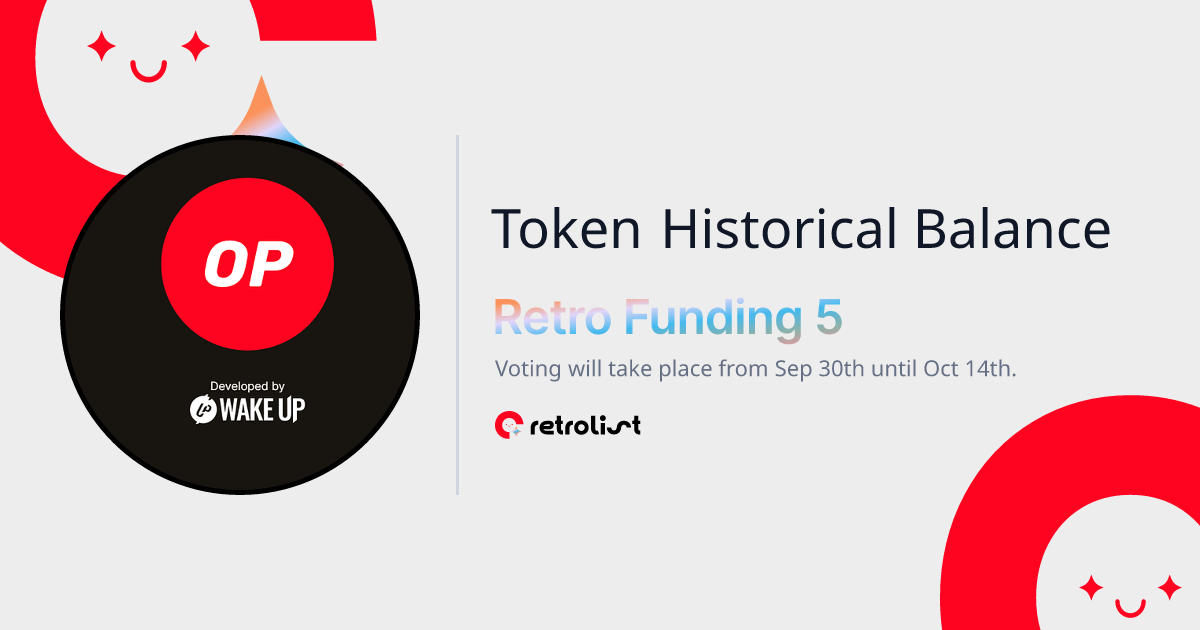 OP
Developed by
WAKE UP
Token Historical Balance
Retro Funding 5
Voting will take place from Sep 30th until Oct 14th.
retrolist